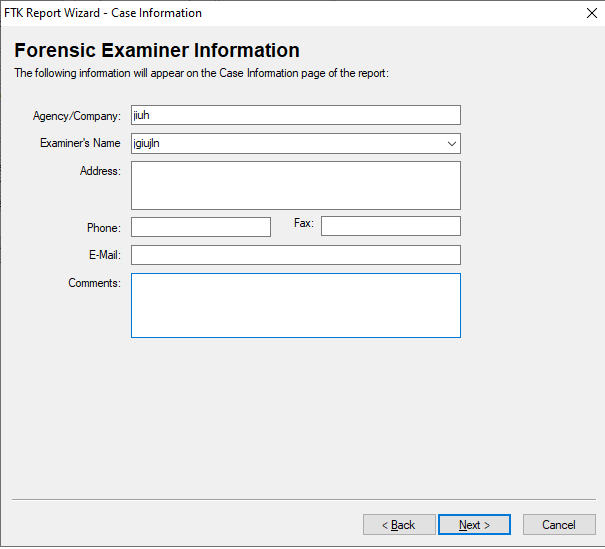 FTK Report Wizard - Case Information
Forensic Examiner Information
The following information will appear on the Case Information page of the report:
Agency/Company: jiuh
Examiner's Name jgiujln
Address:
Phone: Fax:
E-Mail:
Comments:
< Back Next > Cancel